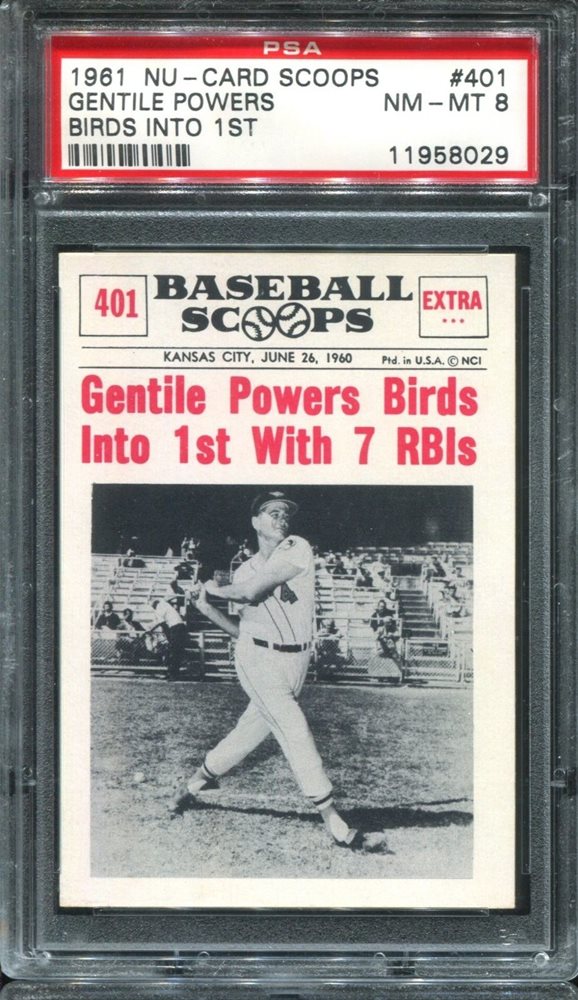 PSA
1961 NU-CARD SCOOPS #401
GENTILE POWERS NM-MT 8
BIRDS INTO 1ST
11958029
401 BASEBALL SCOOPS EXTRA
KANSAS CITY, JUNE 26, 1960 Ptd. in U.S.A. © NCI
Gentile Powers Birds
Into 1st With 7 RBIs
4